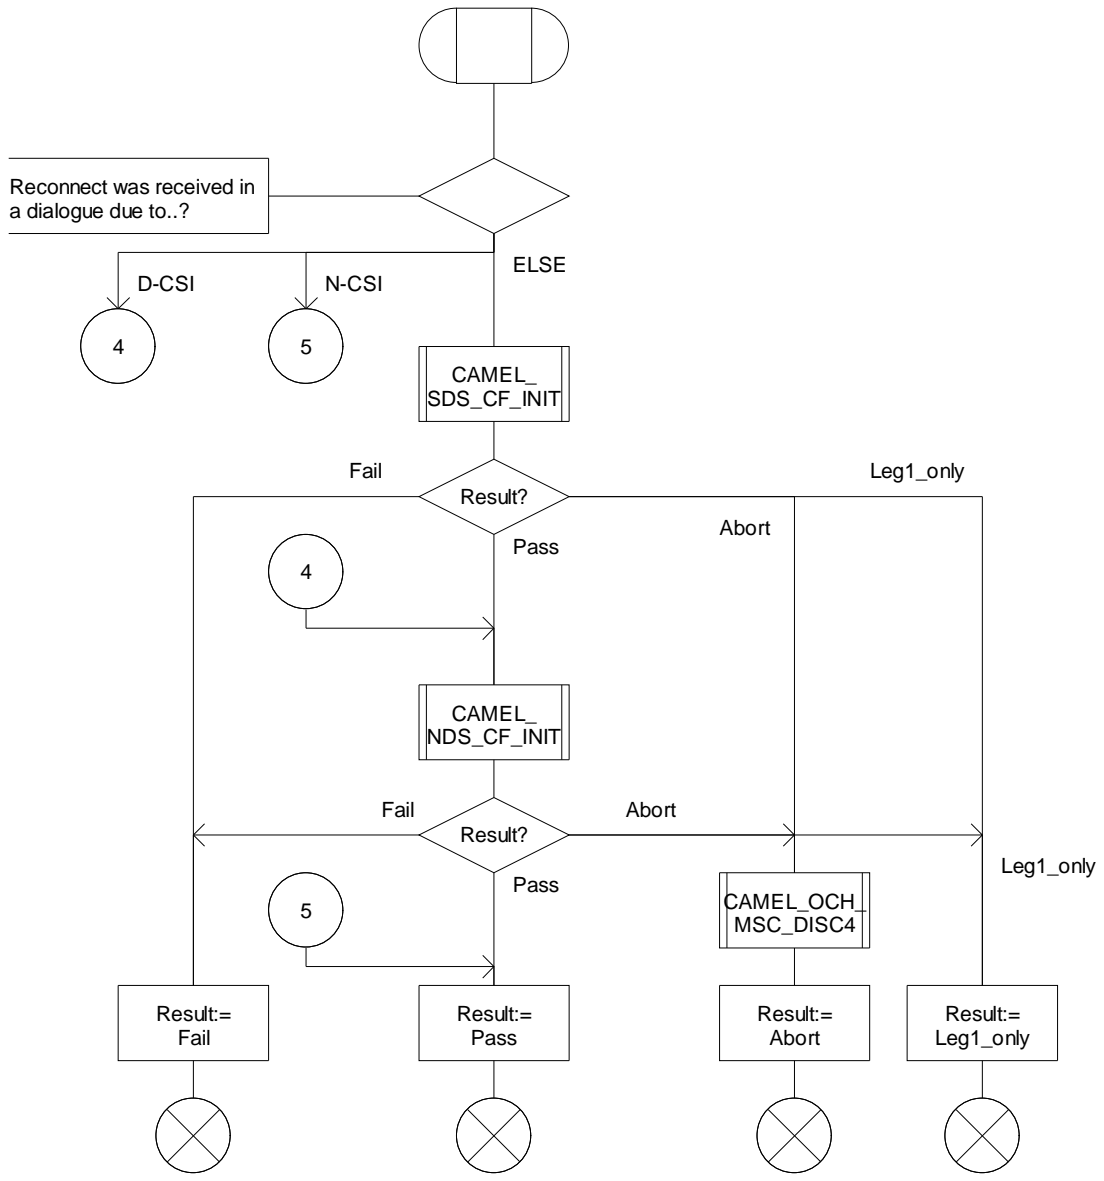 Reconnect was received in
a dialogue due to..?
ELSE
D-CSI
N-CSI
4
5
CAMEL_
SDS_CF_INIT
Fail
Result?
Leg1_only
Abort
Pass
4
CAMEL_
NDS_CF_INIT
Fail
Result?
Abort
Leg1_only
Pass
5
CAMEL_OCH_
MSC_DISC4
Result:=
Fail
Result:=
Pass
Result:=
Abort
Result:=
Leg1_only